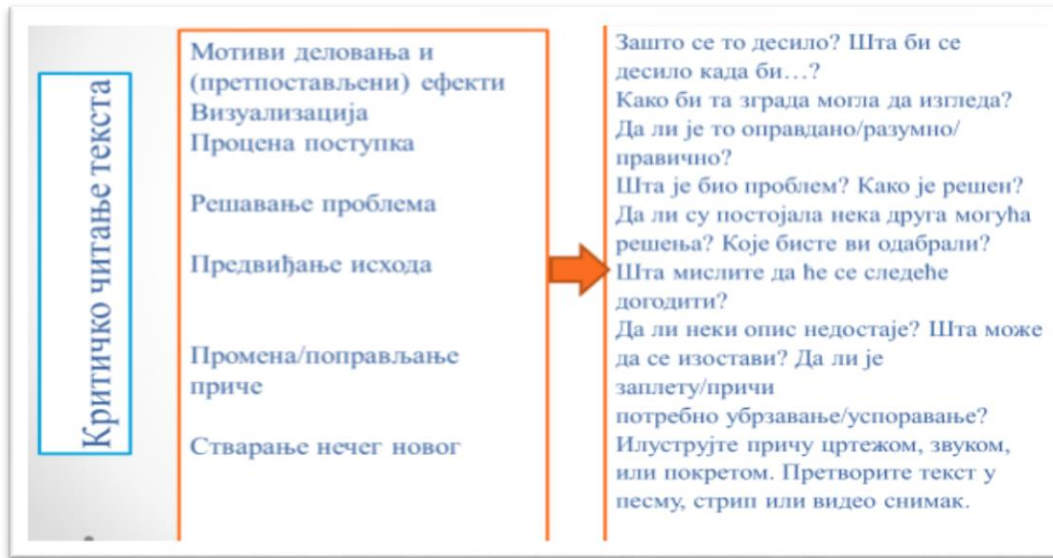 Критичко читање текста
Мотиви деловања и
(претпостављени) ефекти
Визуализација
Процена поступка
Решавање проблема
Предвиђање исхода
Промена/поправљање
приче
Стварање нечег новог
Зашто се то десило? Шта би се
десило када би…?
Како би та зграда могла да изгледа?
Да ли је то оправдано/разумно/
правично?
Шта је био проблем? Како је решен?
Да ли су постојала нека друга могућа
решења? Које бисте ви одабрали?
Шта мислите да ће се следеће
догодити?
Да ли неки опис недостаје? Шта може
да се изостави? Да ли је
заплету/причи
потребно убрзавање/успоравање?
Илуструјте причу цртежом, звуком,
или покретом. Претворите текст у
песму, стрип или видео снимак.